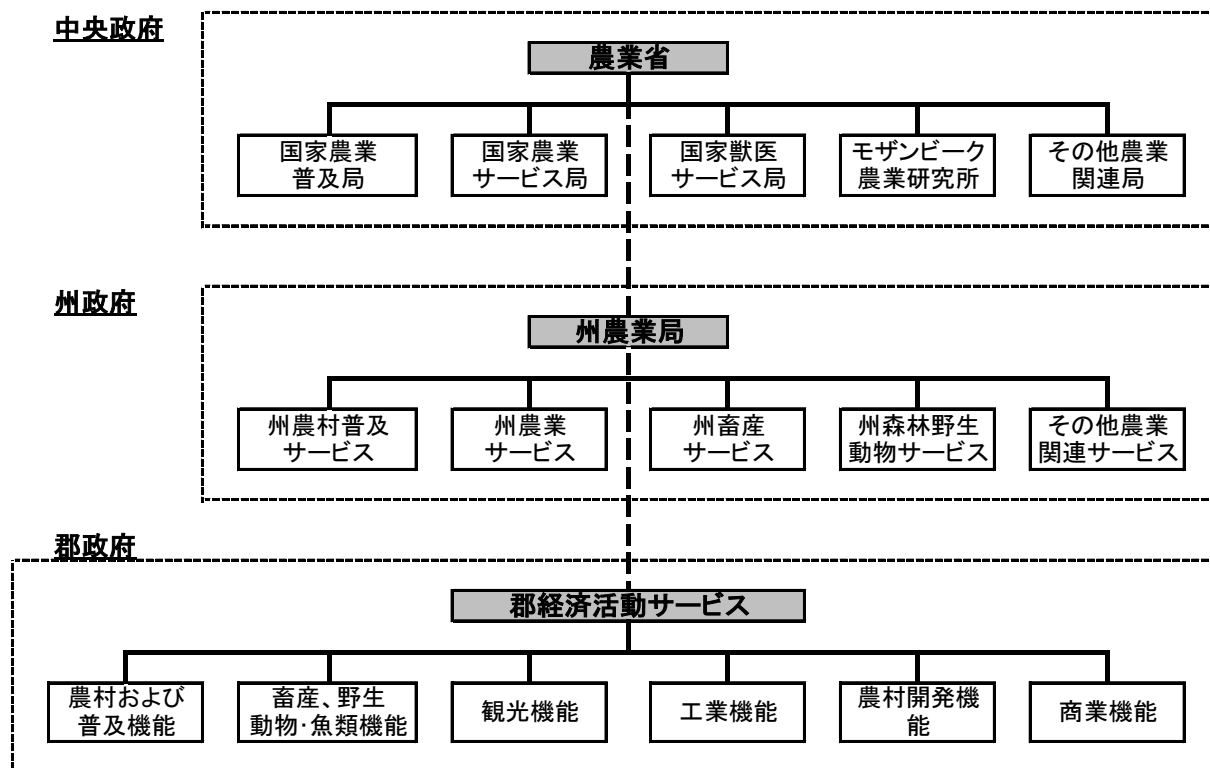 中央政府
農業省
国家農業
普及局
国家農業
サービス局
国家獣医
サービス局
モザンビーク
農業研究所
その他農業
関連局
州政府
州農業局
州農村普及
サービス
州農業
サービス
州畜産
サービス
州森林野生
動物サービス
その他農業
関連サービス
郡政府
郡経済活動サービス
農村および
普及機能
畜産、野生
動物・魚類機能
観光機能
工業機能
農村開発機
能
商業機能